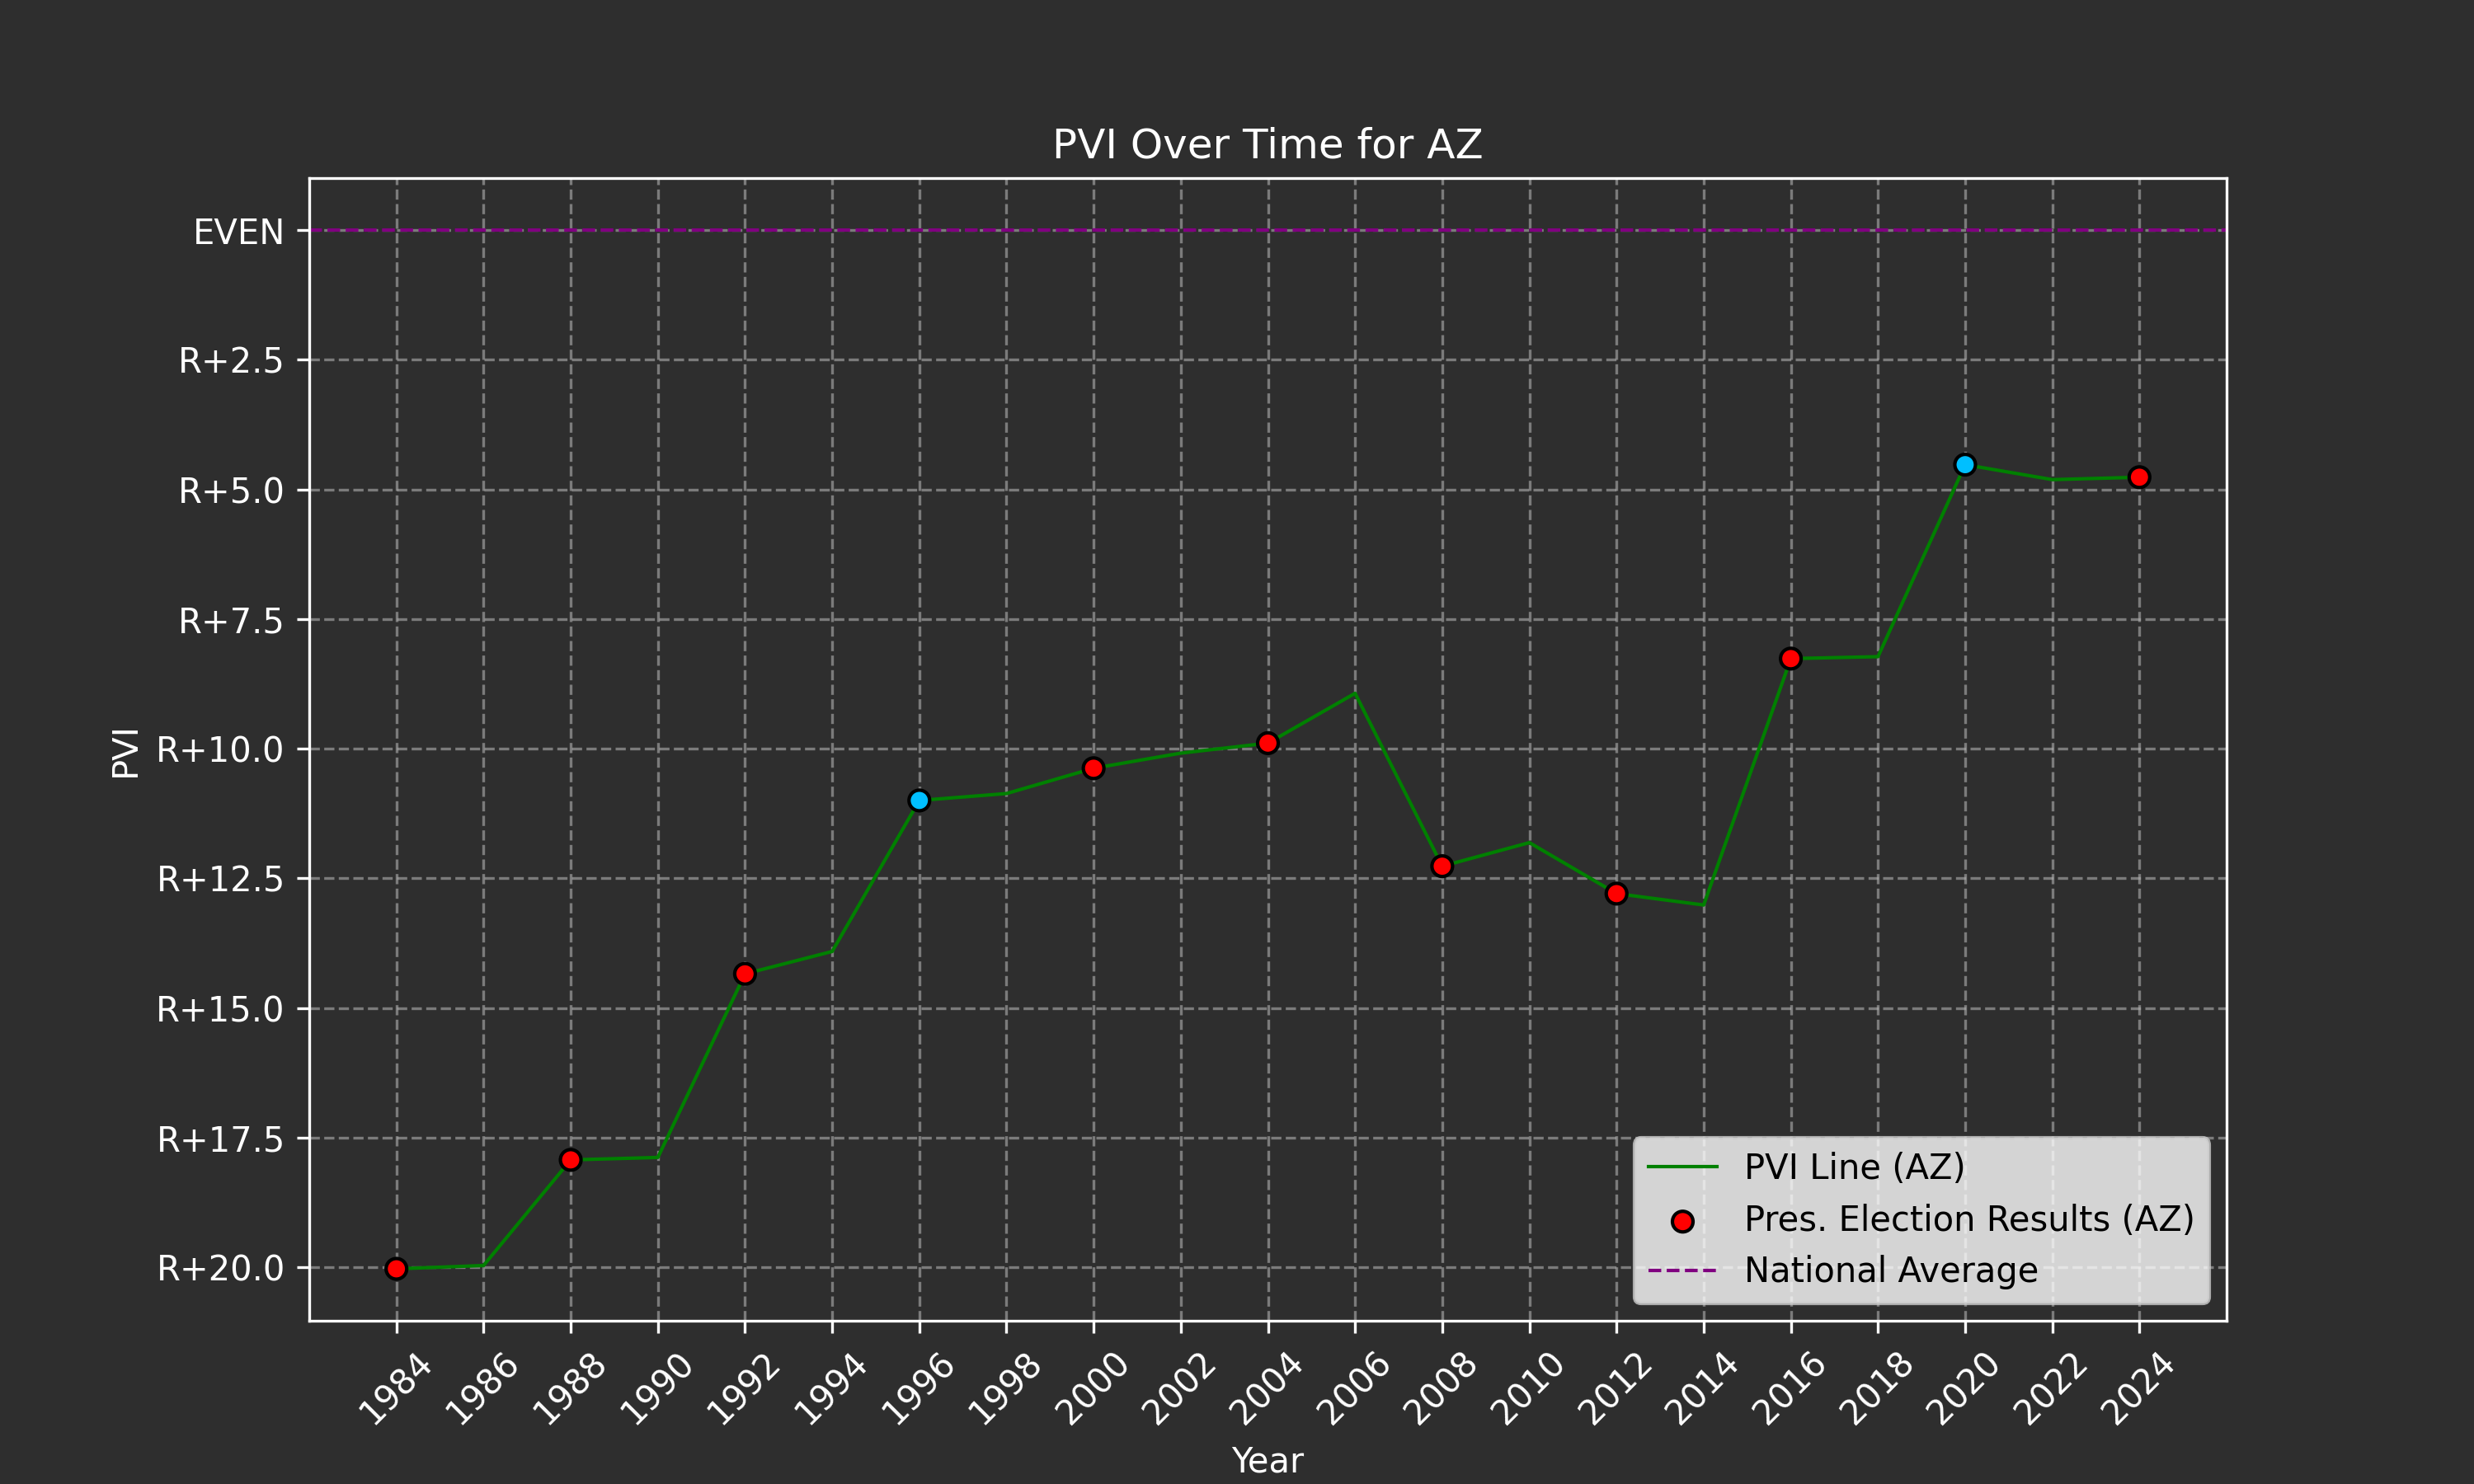 PVI Over Time for AZ
EVEN
R+2.5
R+5.0
R+7.5
R+10.0
R+12.5
R+15.0
R+17.5
R+20.0
PVI
PVI Line (AZ)
Pres. Election Results (AZ)
National Average
1984
1986
1988
1990
1992
1994
1996
1998
2000
2002
2004
2006
2008
2010
2012
2014
2016
2018
2020
2022
2024
Year